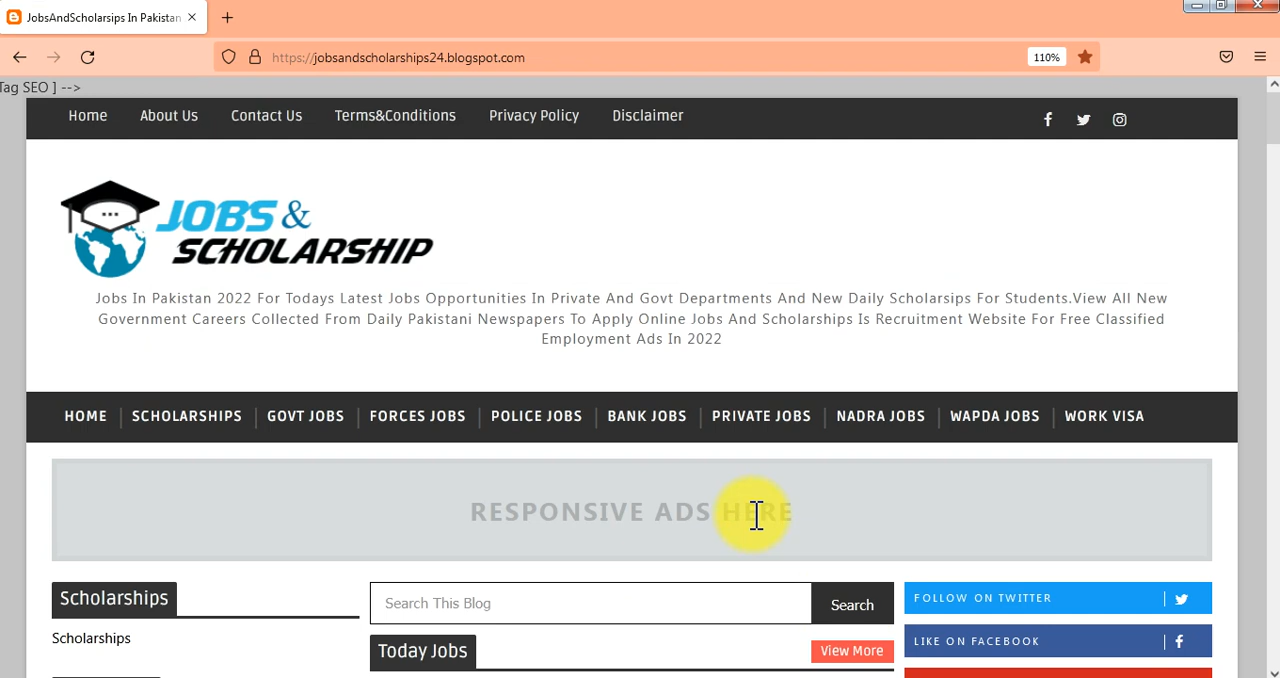 JobsAndScholarsips In Pakistan
https://jobsandscholarships24.blogspot.com
110%
Tag SEO ] -->
Home About Us Contact Us Terms&Conditions Privacy Policy Disclaimer
JOBS &
SCHOLARSHIP
Jobs In Pakistan 2022 For Todays Latest Jobs Opportunities In Private And Govt Departments And New Daily Scholarsips For Students.View All New
Government Careers Collected From Daily Pakistani Newspapers To Apply Online Jobs And Scholarships Is Recruitment Website For Free Classified
Employment Ads In 2022
HOME SCHOLARSHIPS GOVT JOBS FORCES JOBS POLICE JOBS BANK JOBS PRIVATE JOBS NADRA JOBS WAPDA JOBS WORK VISA
RESPONSIVE ADS HERE
Scholarships
Scholarships
Search This Blog Search
Today Jobs View More
FOLLOW ON TWITTER
LIKE ON FACEBOOK